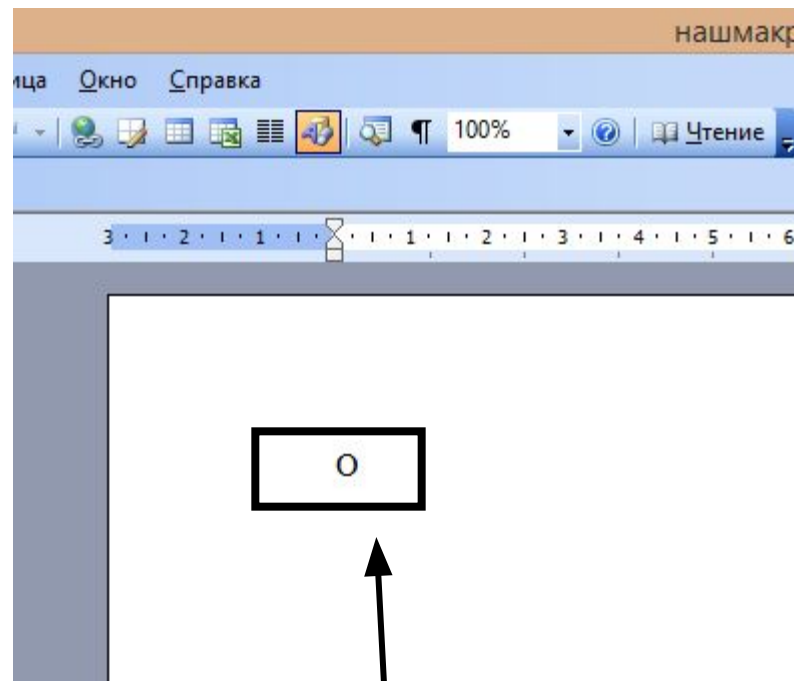 нашмакр
ица Окно Справка
¶ 100% Чтение
3 · 2 · 1 · 1 · 2 · 3 · 4 · 5 · 6
О